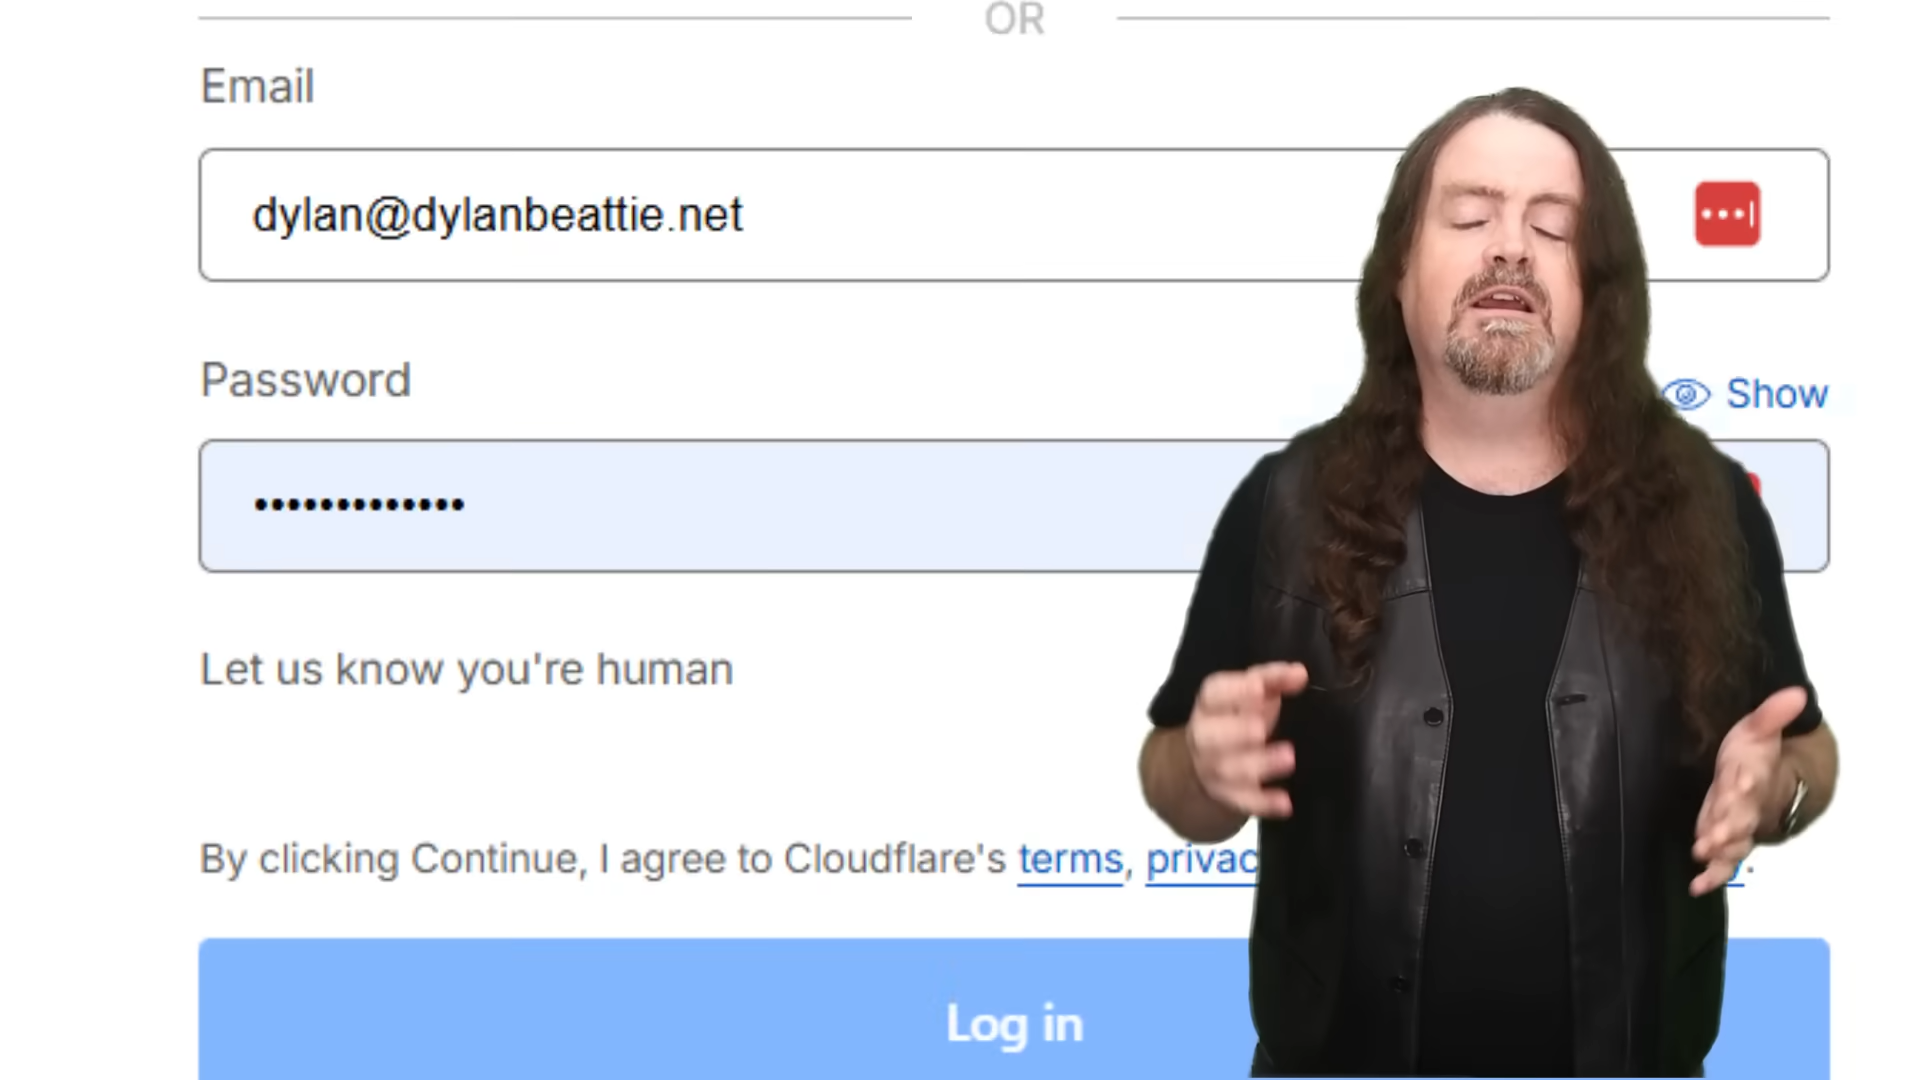 OR
Email
dylan@dylanbeattie.net
Password
Show
•••••••••••••
Let us know you're human
By clicking Continue, I agree to Cloudflare's terms,
Log in